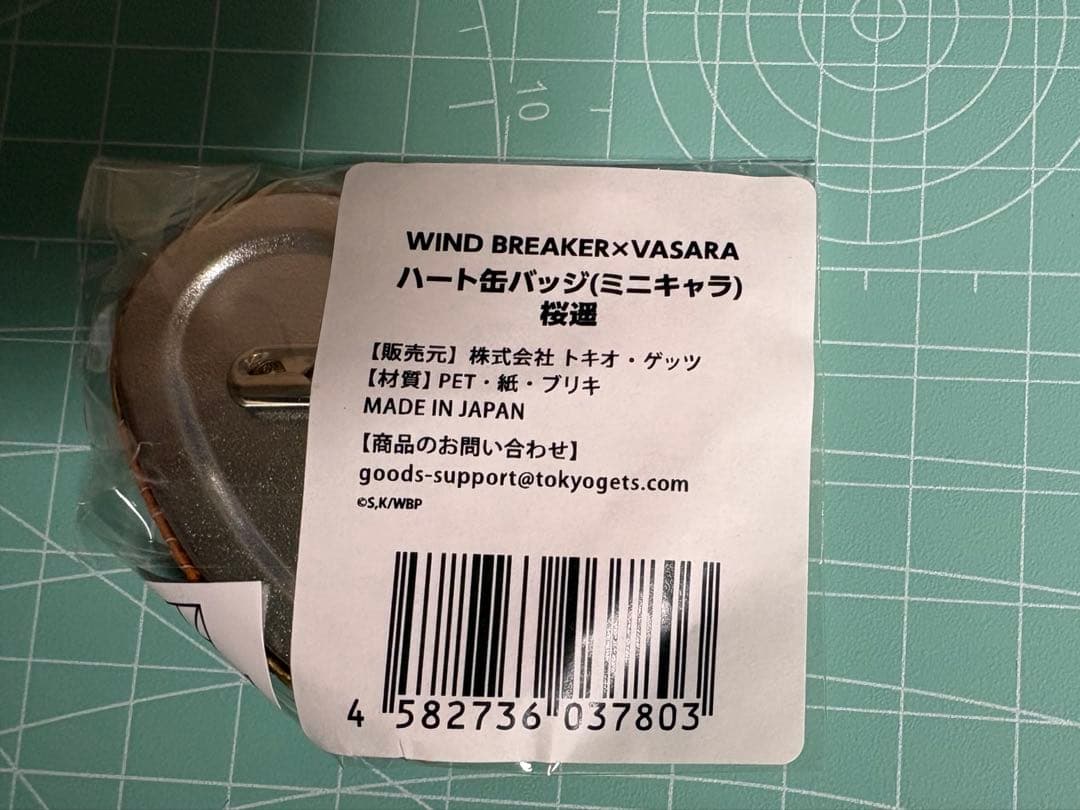 10
WIND BREAKER×VASARA
ハート缶バッジ(ミニキャラ)
桜遥
【販売元】株式会社 トキオ・ゲッツ
【材質】PET・紙・ブリキ
MADE IN JAPAN
【商品のお問い合わせ】
goods-support@tokyogets.com
©S,K/WBP
4 582736 037803